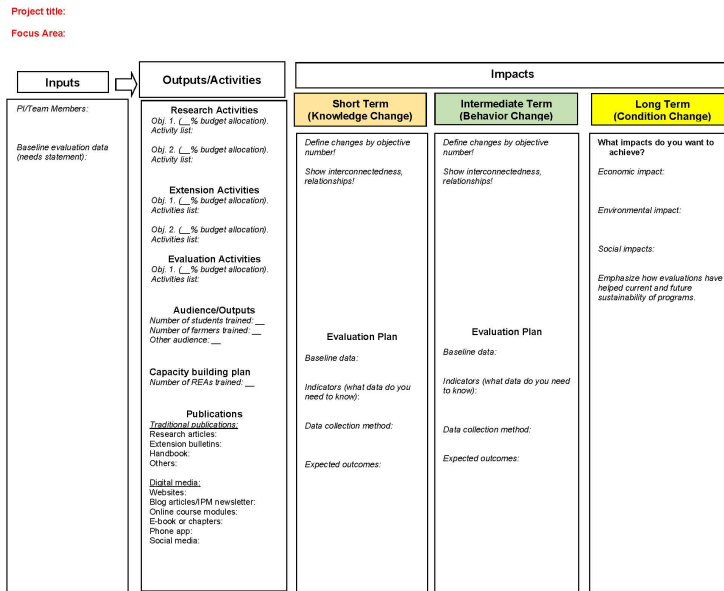 Project title:
Focus Area:
Inputs
Outputs/Activities
Impacts
Short Term
(Knowledge Change)
Intermediate Term
(Behavior Change)
Long Term
(Condition Change)
PI/Team Members:
Baseline evaluation data
(needs statement):
Research Activities
Obj. 1. (__% budget allocation).
Activity list:
Obj. 2. (__% budget allocation).
Activity list:
Extension Activities
Obj. 1. (__% budget allocation).
Activities list:
Obj. 2. (__% budget allocation).
Activities list:
Evaluation Activities
Obj. 1. (__% budget allocation).
Activities list:
Audience/Outputs
Number of students trained: __
Number of farmers trained: __
Other audience: __
Capacity building plan
Number of REAs trained: __
Publications
Traditional publications:
Research articles:
Extension bulletins:
Handbook:
Others:
Digital media:
Websites:
Blog articles/IPM newsletter:
Online course modules:
E-book or chapters:
Phone app:
Social media:
Define changes by objective
number!
Show interconnectedness,
relationships!
Evaluation Plan
Baseline data:
Indicators (what data do you
need to know):
Data collection method:
Expected outcomes:
Define changes by objective
number!
Show interconnectedness,
relationships!
Evaluation Plan
Baseline data:
Indicators (what data do you need
to know):
Data collection method:
Expected outcomes:
What impacts do you want to
achieve?
Economic impact:
Environmental impact:
Social impacts:
Emphasize how evaluations have
helped current and future
sustainability of programs.